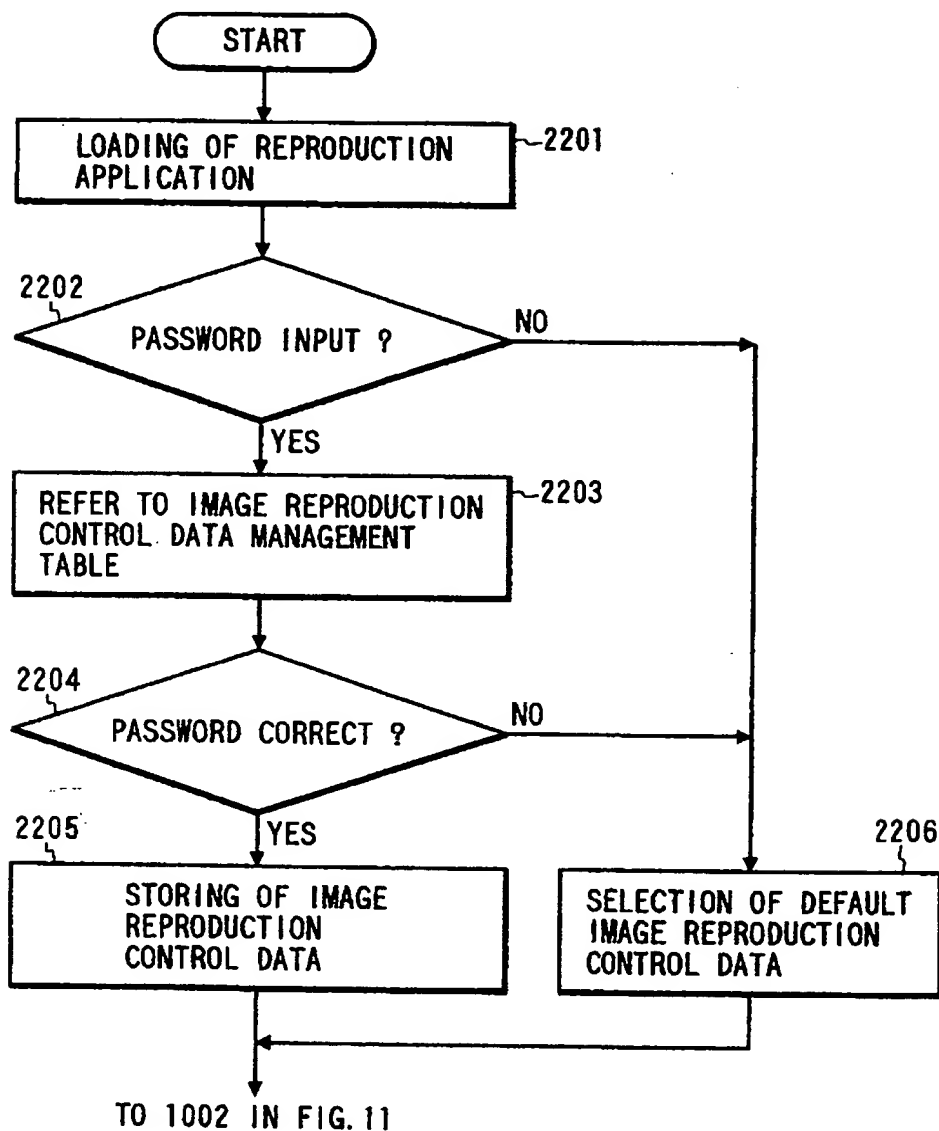 START
LOADING OF REPRODUCTION
APPLICATION
2201
2202
PASSWORD INPUT ?
NO
YES
REFER TO IMAGE REPRODUCTION
CONTROL DATA MANAGEMENT
TABLE
2203
2204
PASSWORD CORRECT ?
NO
YES
2205
STORING OF IMAGE
REPRODUCTION
CONTROL DATA
2206
SELECTION OF DEFAULT
IMAGE REPRODUCTION
CONTROL DATA
TO 1002 IN FIG. 11